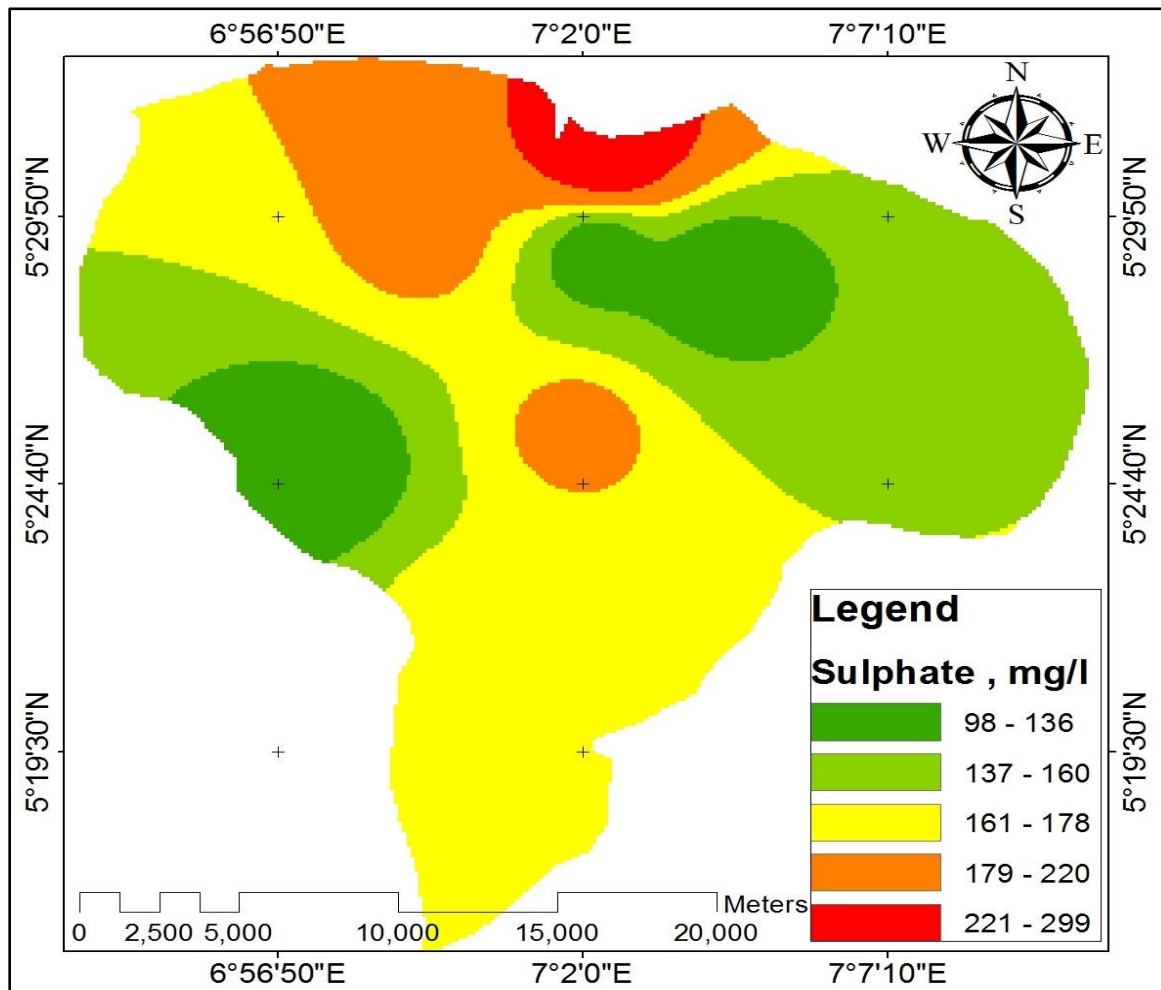 6°56'50"E 7°2'0"E 7°7'10"E
N
W E
S
5°29'50"N 5°29'50"N
5°24'40"N 5°24'40"N
Legend
Sulphate , mg/l
98 - 136
137 - 160
161 - 178
179 - 220
221 - 299
5°19'30"N 5°19'30"N
Meters
0 2,500 5,000 10,000 15,000 20,000
6°56'50"E 7°2'0"E 7°7'10"E